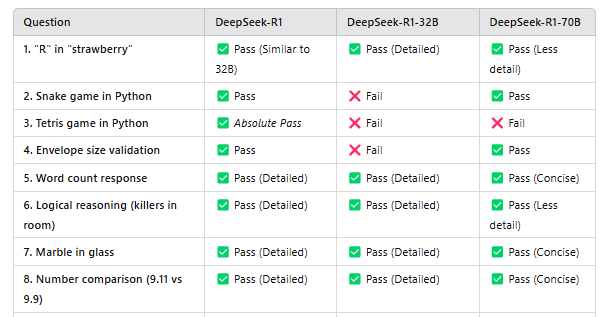 Question DeepSeek-R1 DeepSeek-R1-32B DeepSeek-R1-70B
1. "R" in "strawberry" ✅ Pass (Similar to 32B) ✅ Pass (Detailed) ✅ Pass (Less detail)
2. Snake game in Python ✅ Pass ❌ Fail ✅ Pass
3. Tetris game in Python ✅ Absolute Pass ❌ Fail ❌ Fail
4. Envelope size validation ✅ Pass ❌ Fail ✅ Pass
5. Word count response ✅ Pass (Detailed) ✅ Pass (Detailed) ✅ Pass (Concise)
6. Logical reasoning (killers in room) ✅ Pass (Detailed) ✅ Pass (Detailed) ✅ Pass (Less detail)
7. Marble in glass ✅ Pass (Detailed) ✅ Pass (Detailed) ✅ Pass (Concise)
8. Number comparison (9.11 vs 9.9) ✅ Pass (Detailed) ✅ Pass (Detailed) ✅ Pass (Concise)